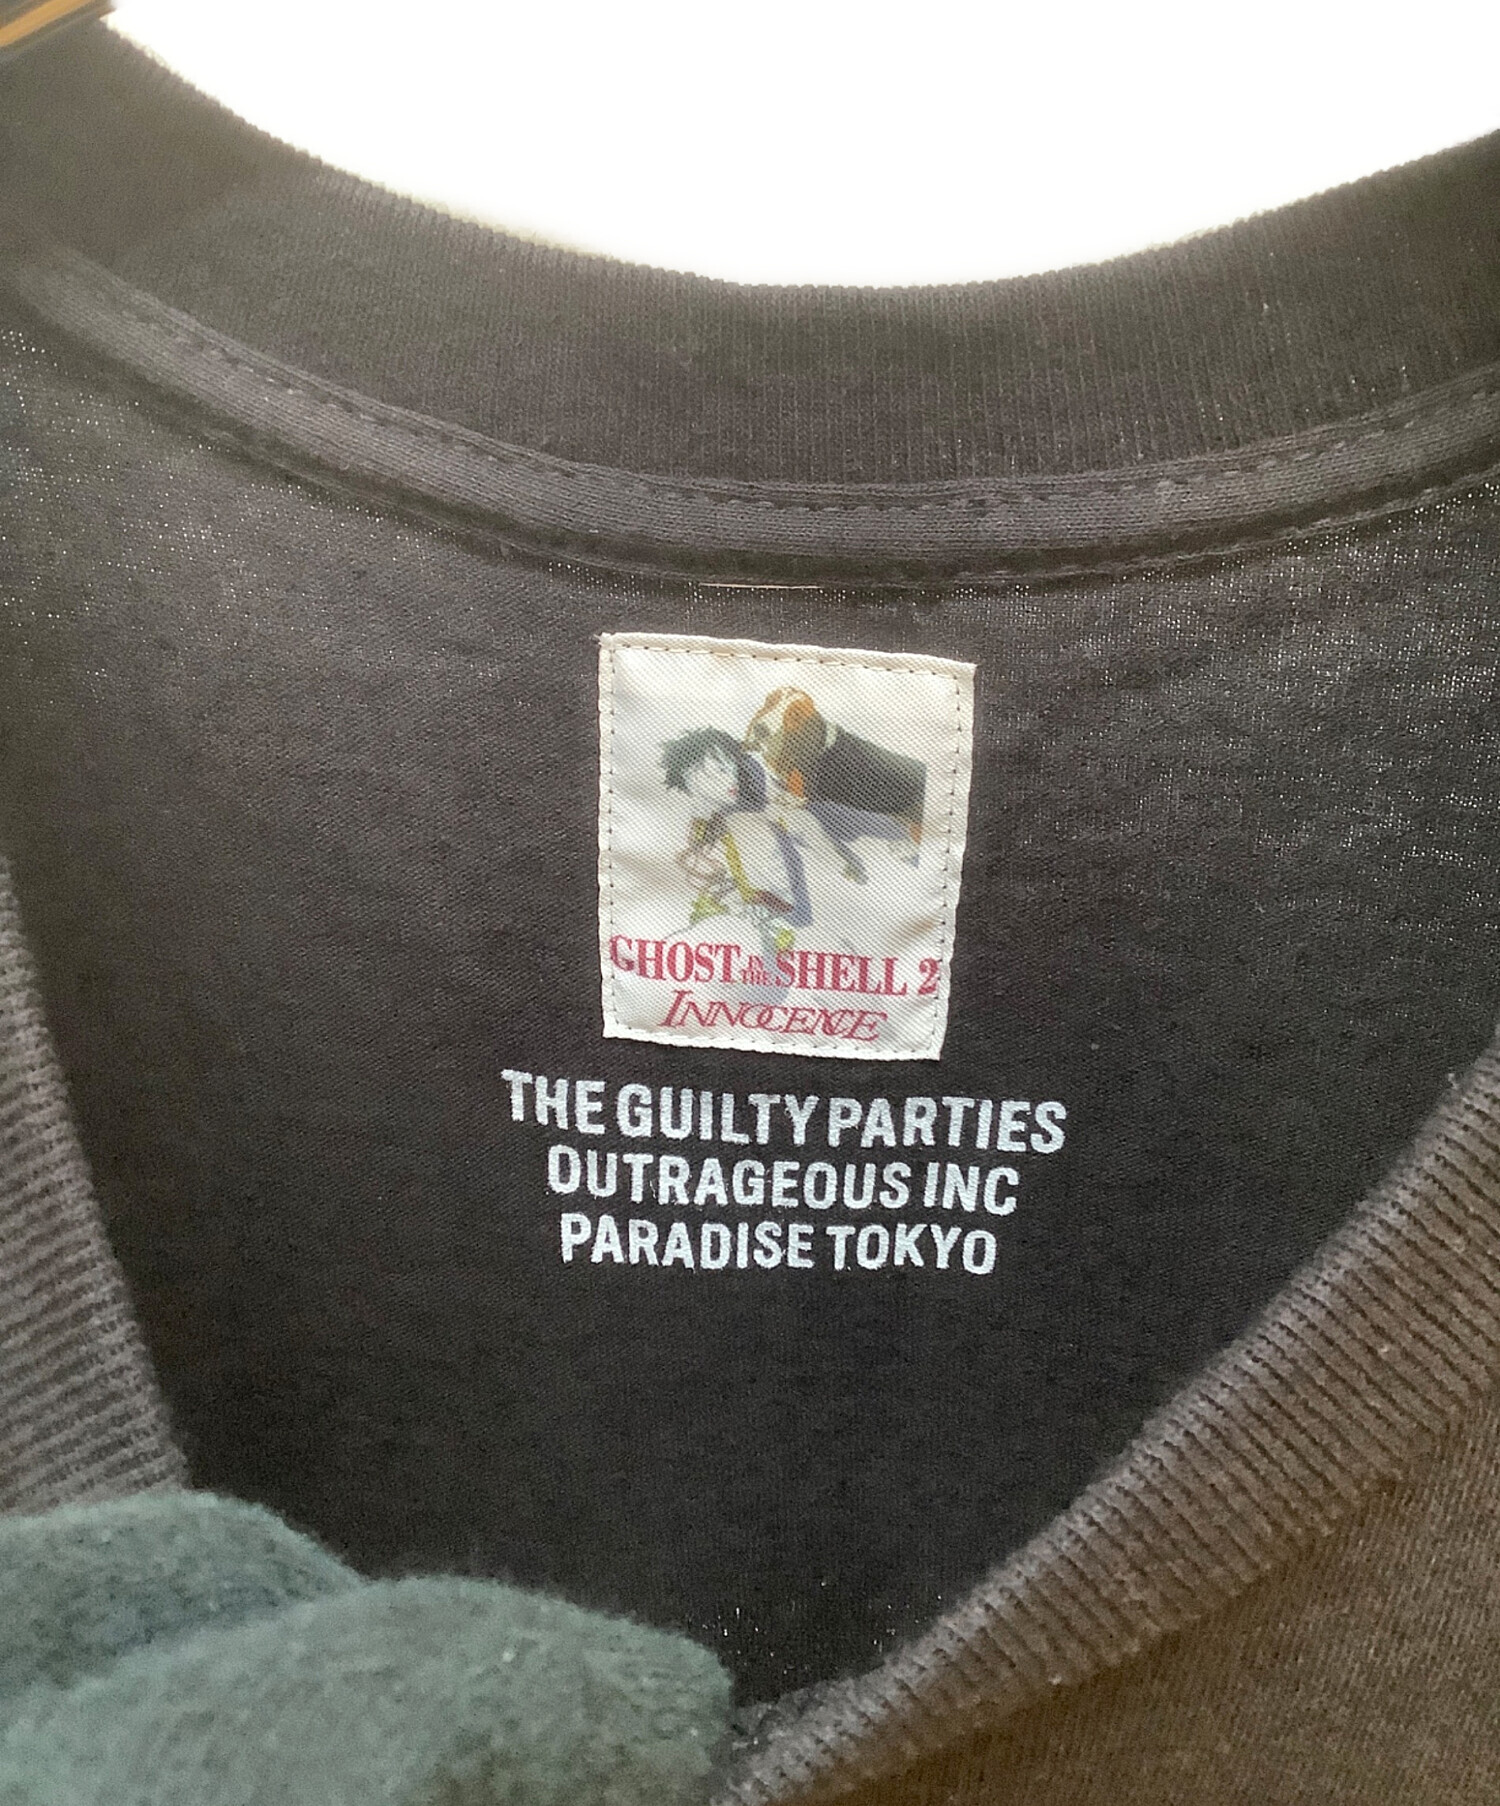 GHOST IN THE SHELL 2
INNOCENCE
THE GUILTY PARTIES
OUTRAGEOUS INC
PARADISE TOKYO